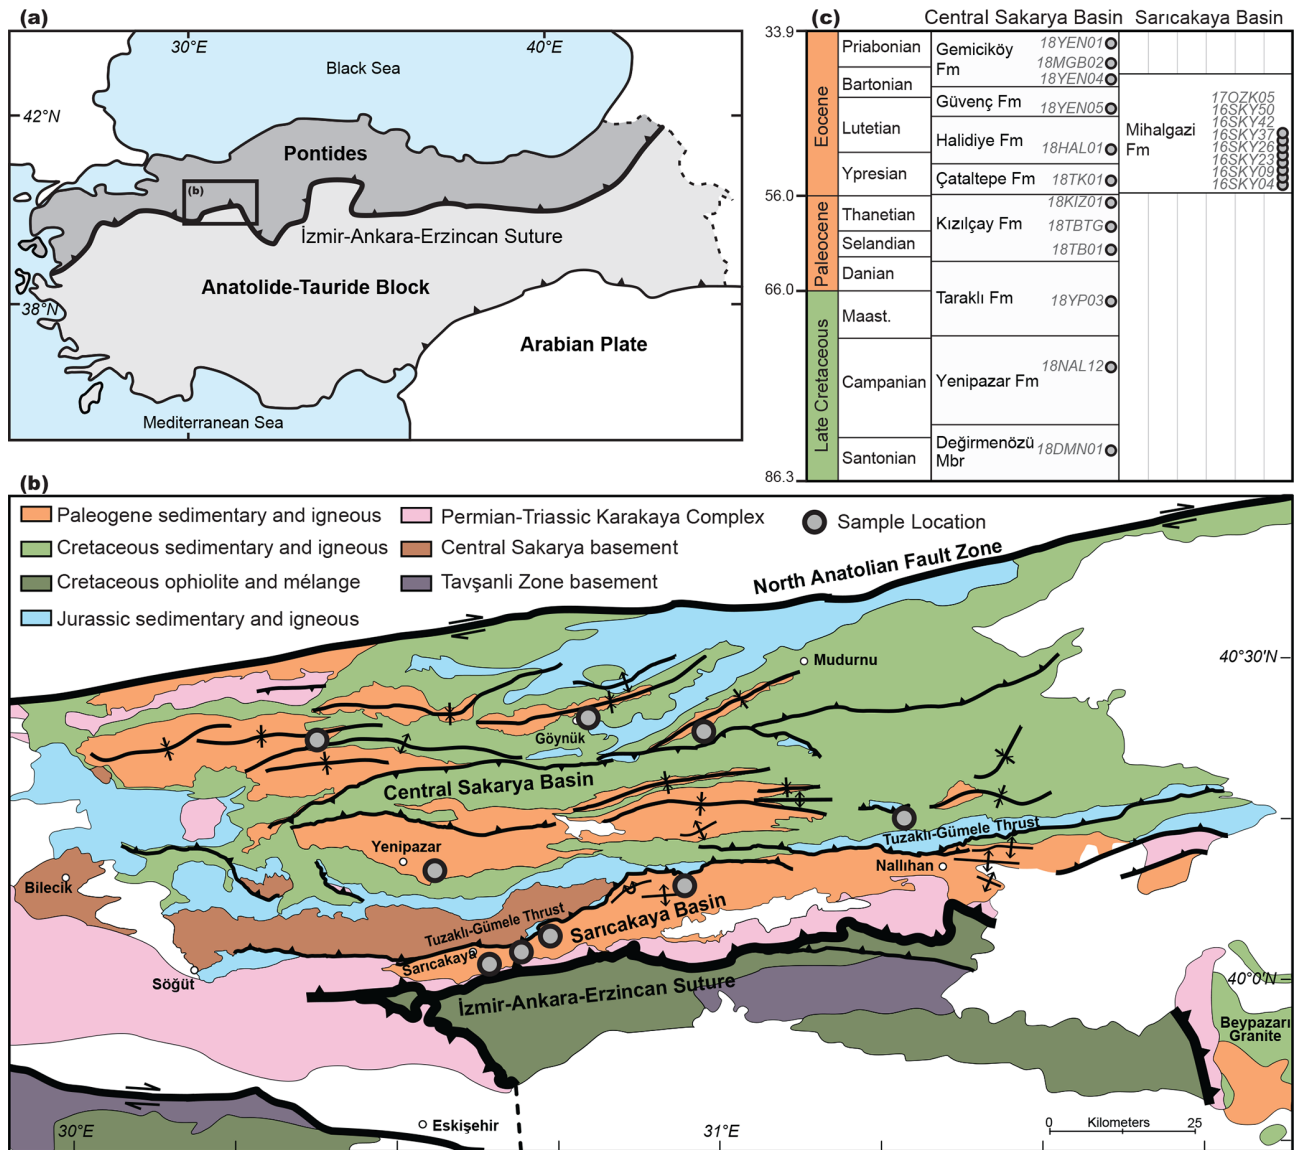 (a)
30°E
40°E
Black Sea
42°N
Pontides
(b)
İzmir-Ankara-Erzincan Suture
Anatolide-Tauride Block
38°N
Arabian Plate
Mediterranean Sea
(c)
Central Sakarya Basin
Sarıcakaya Basin
33.9
56.0
66.0
86.3
Eocene
Paleocene
Late Cretaceous
Priabonian
Bartonian
Lutetian
Ypresian
Thanetian
Selandian
Danian
Maast.
Campanian
Santonian
Gemiciköy
Fm
18YEN01
18MGB02
18YEN04
Güvenç Fm
18YEN05
Halidiye Fm
18HAL01
Çataltepe Fm
18TK01
18KIZ01
Kızılçay Fm
18TBTG
18TB01
Taraklı Fm
18YP03
18NAL12
Yenipazar Fm
Değirmenözü
Mbr
18DMN01
Mihalgazi
Fm
17OZK05
16SKY50
16SKY42
16SKY37
16SKY26
16SKY23
16SKY09
16SKY04
(b)
Paleogene sedimentary and igneous
Cretaceous sedimentary and igneous
Cretaceous ophiolite and mélange
Jurassic sedimentary and igneous
Permian-Triassic Karakaya Complex
Central Sakarya basement
Tavşanli Zone basement
Sample Location
North Anatolian Fault Zone
40°30'N
Mudurnu
Göynük
Central Sakarya Basin
Tuzaklı-Gümele Thrust
Yenipazar
Nallıhan
Bilecik
Tuzaklı-Gümele Thrust
Sarıcakaya Basin
Sarıcakaya
Söğüt
İzmir-Ankara-Erzincan Suture
40°0'N
Beypazarı
Granite
Eskişehir
0 Kilometers 25
30°E
31°E